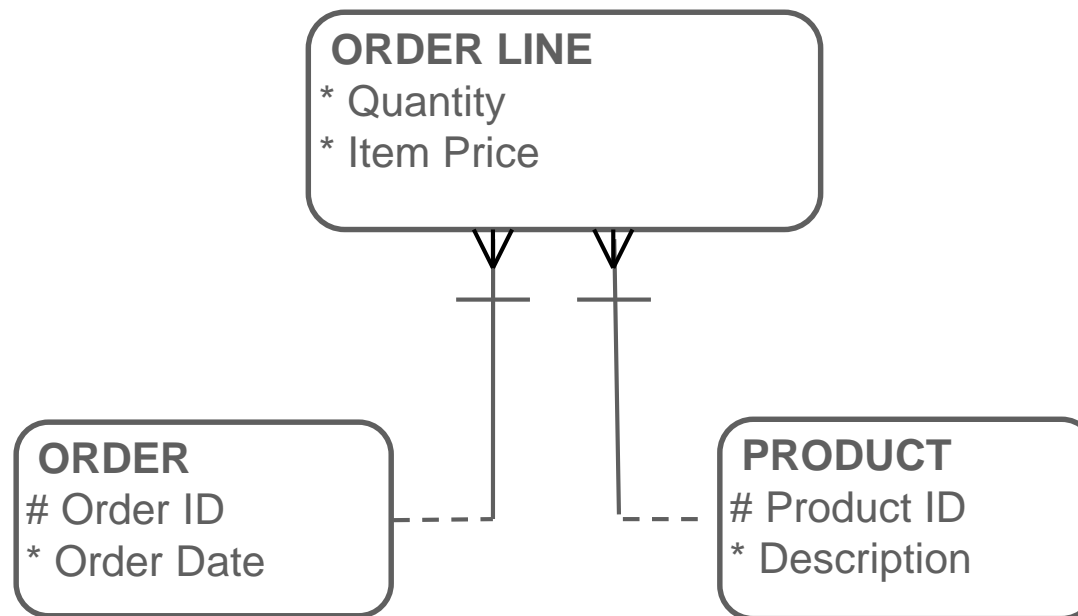 ORDER LINE
* Quantity
* Item Price
ORDER
# Order ID
* Order Date
PRODUCT
# Product ID
* Description